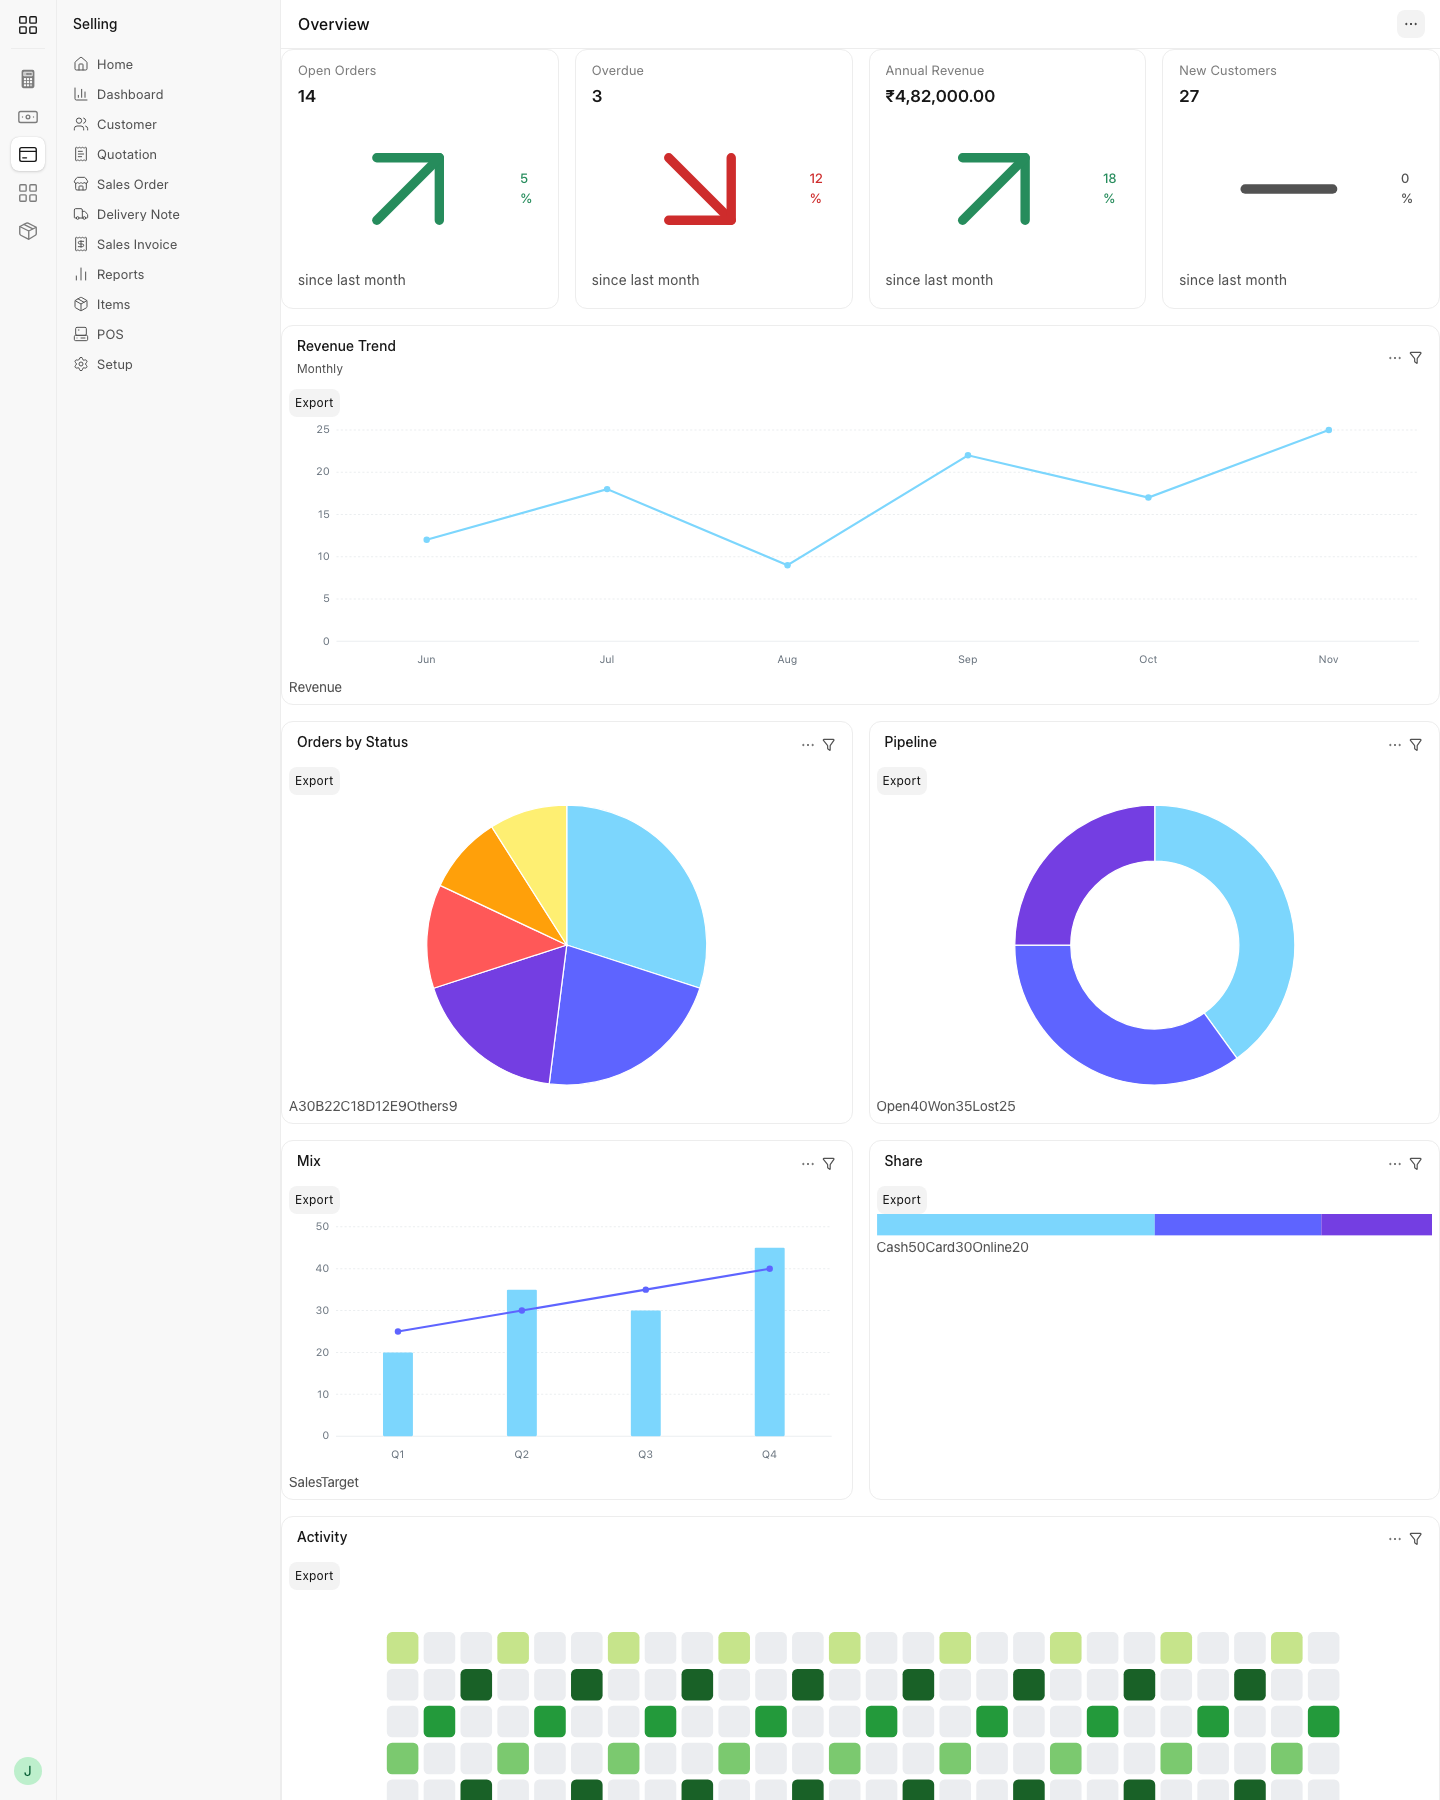 Selling
Home
Dashboard
Customer
Quotation
Sales Order
Delivery Note
Sales Invoice
Reports
Items
POS
Setup
J
Overview
Open Orders
14
5
%
since last month
Overdue
3
12
%
since last month
Annual Revenue
₹4,82,000.00
18
%
since last month
New Customers
27
0
%
since last month
Revenue Trend
Monthly
Export
25
20
15
10
5
0
Jun Jul Aug Sep Oct Nov
Revenue
Orders by Status
Export
A30B22C18D12E9Others9
Pipeline
Export
Open40Won35Lost25
Mix
Export
50
40
30
20
10
0
Q1 Q2 Q3 Q4
SalesTarget
Share
Export
Cash50Card30Online20
Activity
Export